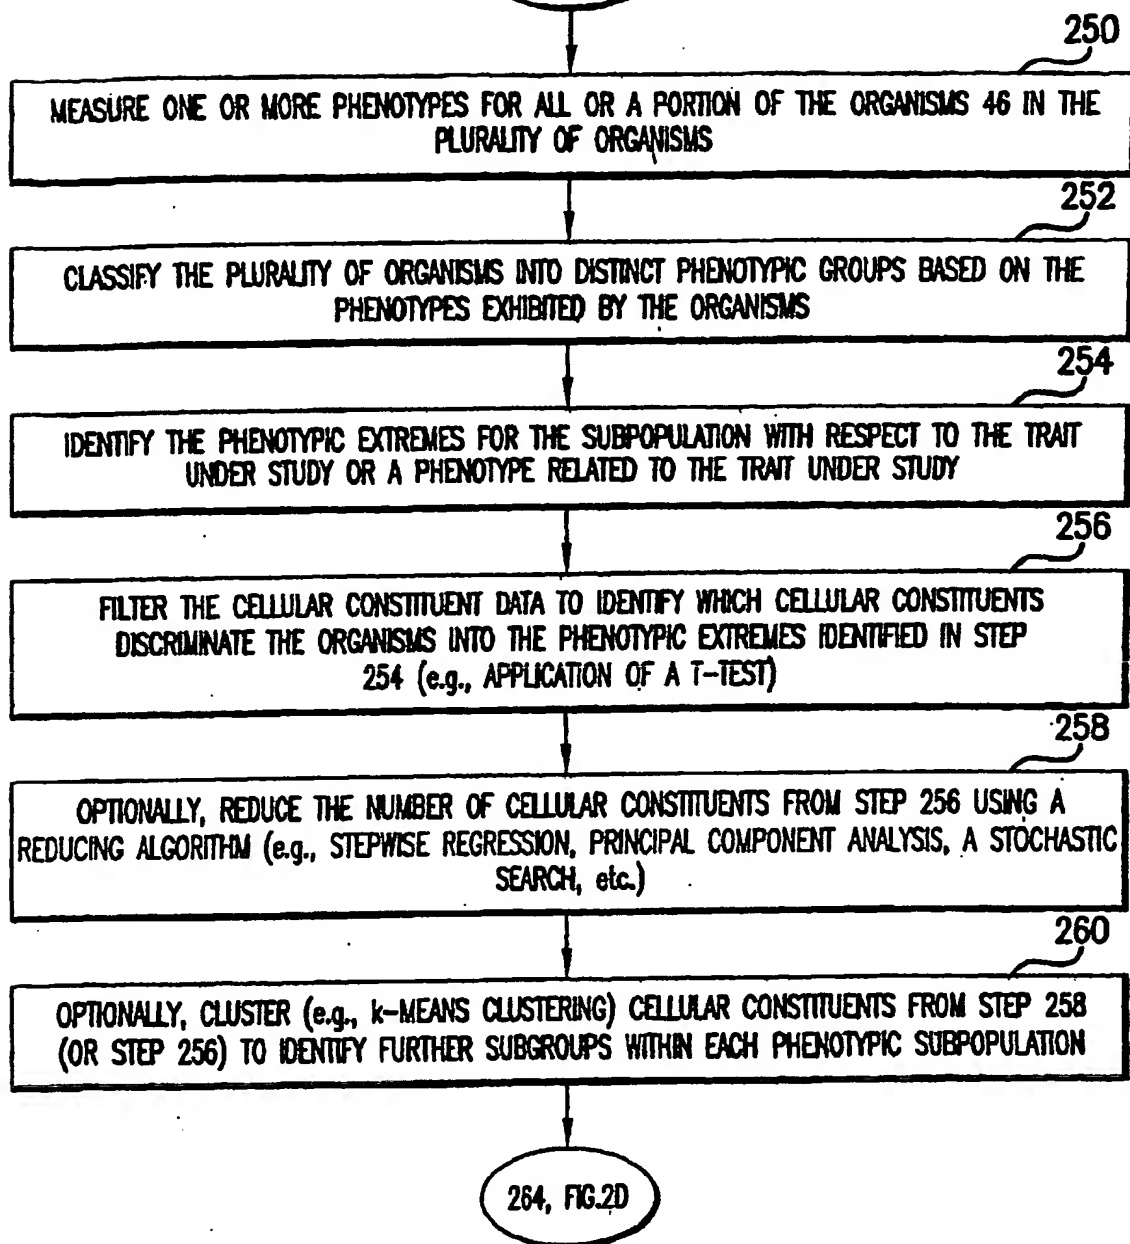 250
MEASURE ONE OR MORE PHENOTYPES FOR ALL OR A PORTION OF THE ORGANISMS 46 IN THE
PLURALITY OF ORGANISMS
252
CLASSIFY THE PLURALITY OF ORGANISMS INTO DISTINCT PHENOTYPIC GROUPS BASED ON THE
PHENOTYPES EXHIBITED BY THE ORGANISMS
254
IDENTIFY THE PHENOTYPIC EXTREMES FOR THE SUBPOPULATION WITH RESPECT TO THE TRAIT
UNDER STUDY OR A PHENOTYPE RELATED TO THE TRAIT UNDER STUDY
256
FILTER THE CELLULAR CONSTITUENT DATA TO IDENTIFY WHICH CELLULAR CONSTITUENTS
DISCRIMINATE THE ORGANISMS INTO THE PHENOTYPIC EXTREMES IDENTIFIED IN STEP
254 (e.g., APPLICATION OF A T-TEST)
258
OPTIONALLY, REDUCE THE NUMBER OF CELLULAR CONSTITUENTS FROM STEP 256 USING A
REDUCING ALGORITHM (e.g., STEPWISE REGRESSION, PRINCIPAL COMPONENT ANALYSIS, A STOCHASTIC
SEARCH, etc.)
260
OPTIONALLY, CLUSTER (e.g., k-MEANS CLUSTERING) CELLULAR CONSTITUENTS FROM STEP 258
(OR STEP 256) TO IDENTIFY FURTHER SUBGROUPS WITHIN EACH PHENOTYPIC SUBPOPULATION
264, FIG.2D